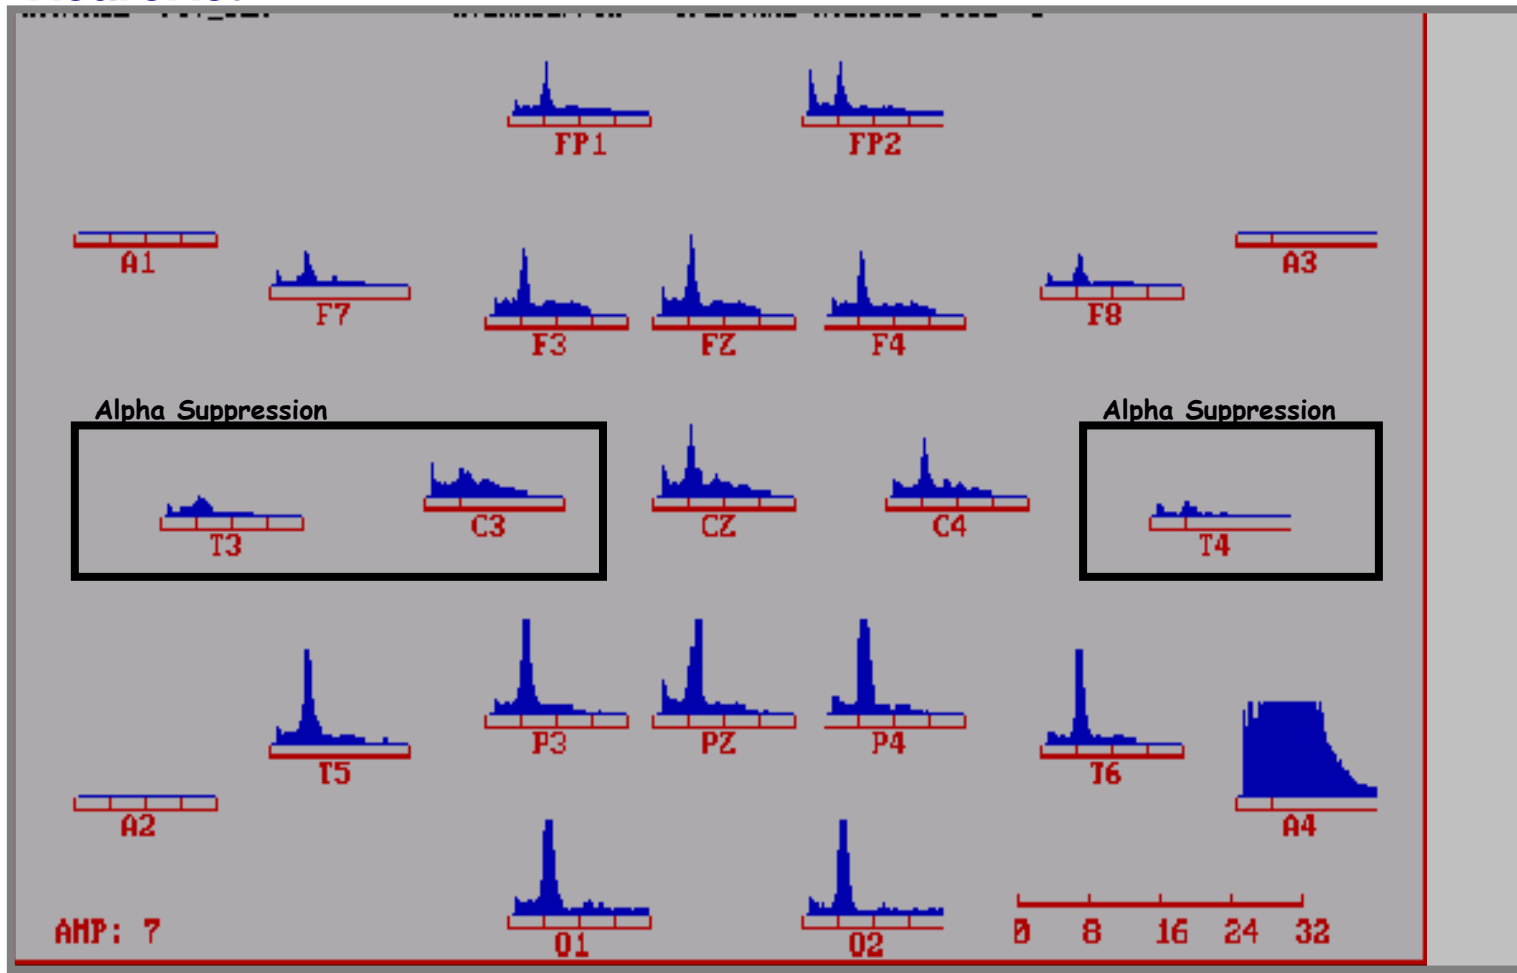 FP1 FP2
A1 A3
F7 F8
F3 FZ F4
Alpha Suppression Alpha Suppression
T3 C3 CZ C4 T4
P3 PZ P4
T5 T6
A2 A4
AMP: 7
0 8 16 24 32
O1 O2